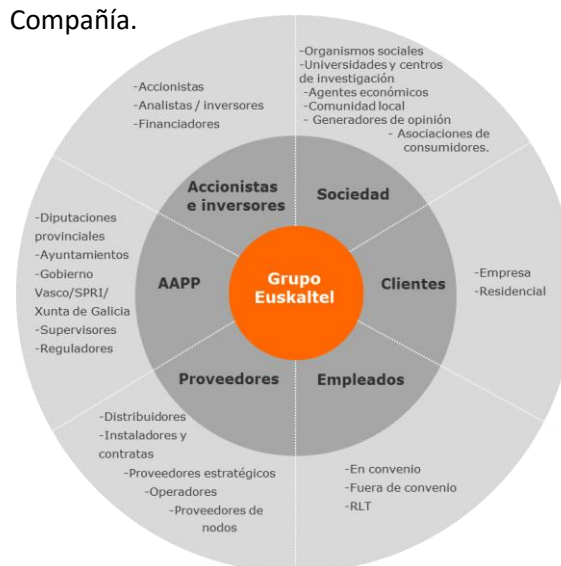 Compañía.
-Accionistas
-Analistas / inversores
-Financiadores
-Organismos sociales
-Universidades y centros
de investigación
-Agentes económicos
-Comunidad local
- Generadores de opinión
- Asociaciones de
consumidores.
Accionistas
e inversores
Sociedad
-Diputaciones
provinciales
-Ayuntamientos
-Gobierno
Vasco/SPRI/
Xunta de Galicia
-Supervisores
-Reguladores
AAPP
Grupo
Euskaltel
Clientes
-Empresa
-Residencial
Proveedores
Empleados
-Distribuidores
-Instaladores y
contratas
-Proveedores estratégicos
-Operadores
-Proveedores de
nodos
-En convenio
-Fuera de convenio
-RLT